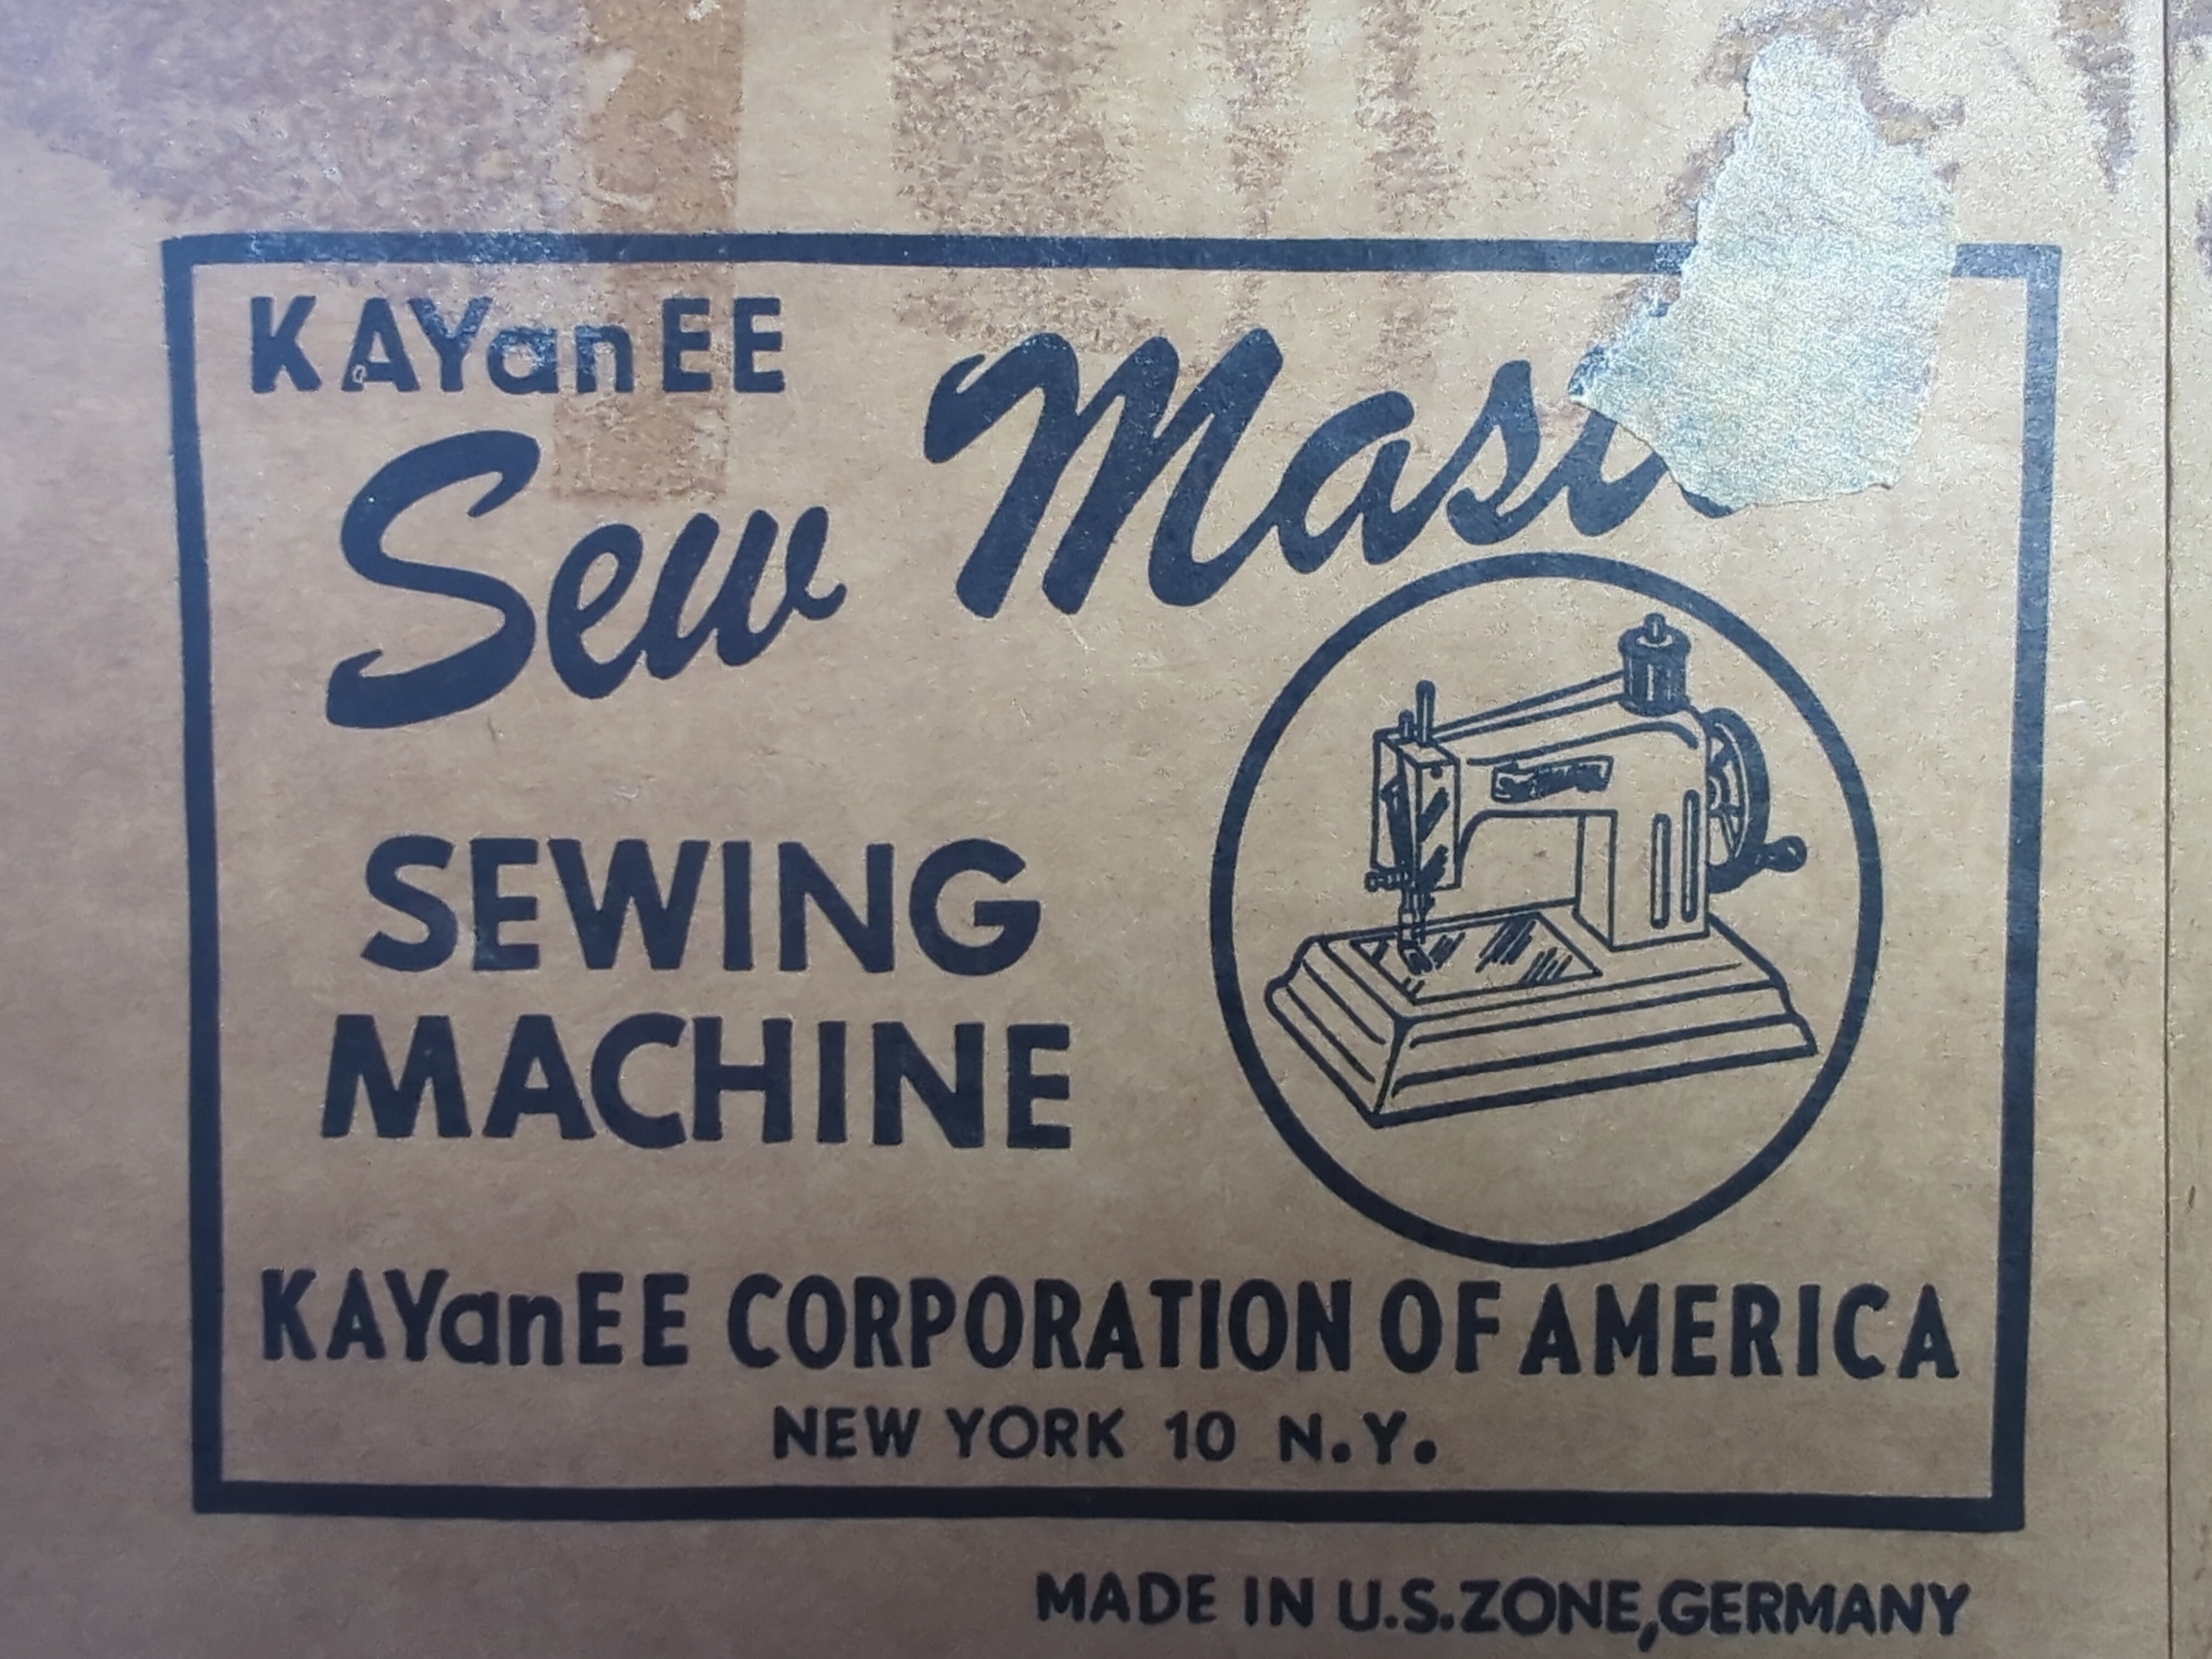 KAYanEE
Sew
SEWING
MACHINE
KAYanEE CORPORATION OF AMERICA
NEW YORK 10 N.Y.
MADE IN U.S.ZONE,GERMANY